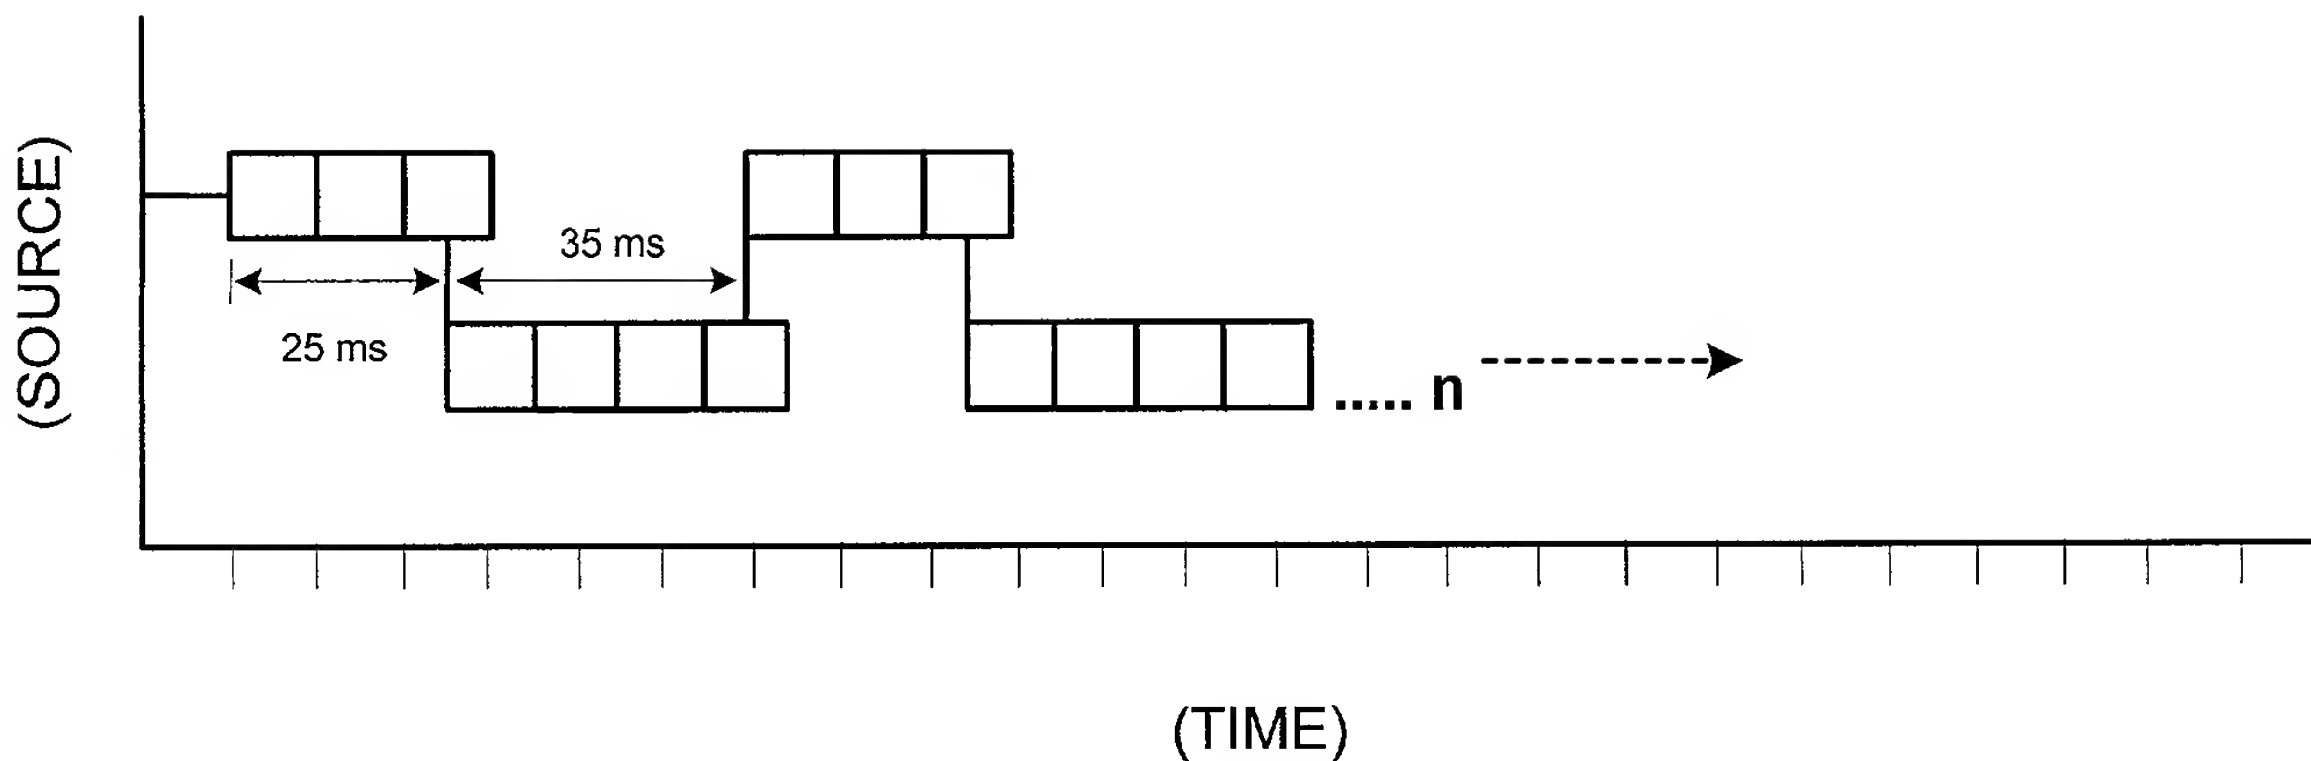 (SOURCE)
35 ms
25 ms
..... n
(TIME)